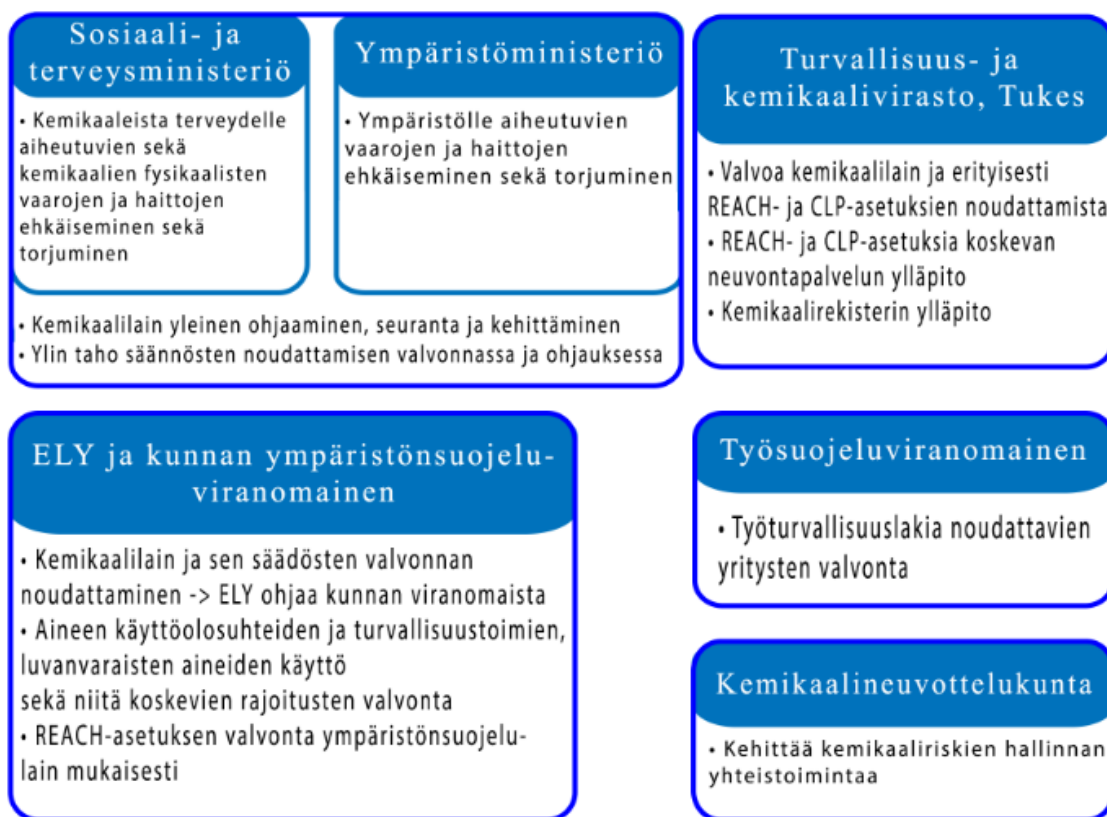 Sosiaali- ja
terveysministeriö
• Kemikaaleista terveydelle
aiheutuvien sekä
kemikaalien fysikaalisten
vaarojen ja haittojen
ehkäiseminen sekä
torjuminen
Ympäristöministeriö
• Ympäristölle aiheutuvien
vaarojen ja haittojen
ehkäiseminen sekä torjuminen
• Kemikaalilain yleinen ohjaaminen, seuranta ja kehittäminen
• Ylin taho säännösten noudattamisen valvonnassa ja ohjauksessa
Turvallisuus- ja
kemikaalivirasto, Tukes
• Valvoa kemikaalilain ja erityisesti
REACH- ja CLP-asetuksien noudattamista
• REACH- ja CLP-asetuksia koskevan
neuvontapalvelun ylläpito
• Kemikaalirekisterin ylläpito
ELY ja kunnan ympäristönsuojelu-
viranomainen
• Kemikaalilain ja sen säädösten valvonnan
noudattaminen -> ELY ohjaa kunnan viranomaista
• Aineen käyttöolosuhteiden ja turvallisuustoimien,
luvanvaraisten aineiden käyttö
sekä niitä koskevien rajoitusten valvonta
• REACH-asetuksen valvonta ympäristönsuojelu-
lain mukaisesti
Työsuojeluviranomainen
• Työturvallisuuslakia noudattavien
yritysten valvonta
Kemikaalineuvottelukunta
• Kehittää kemikaaliriskien hallinnan
yhteistoimintaa